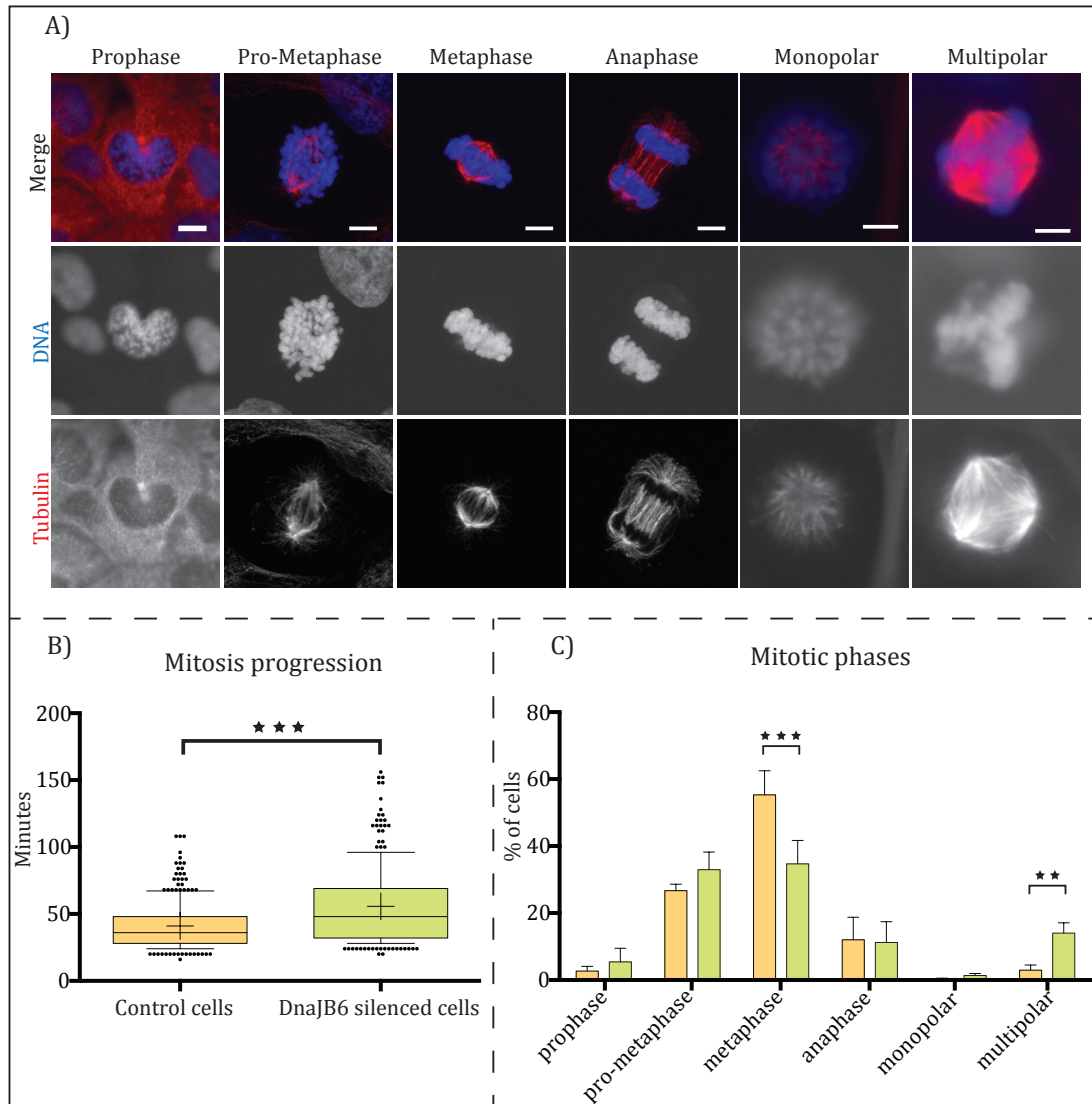 A)
Prophase Pro-Metaphase Metaphase Anaphase Monopolar Multipolar
Merge
DNA
Tubulin
B)
Mitosis progression
200
150
100
50
0
Minutes
★ ★ ★
Control cells DnaJB6 silenced cells
C)
Mitotic phases
80
60
40
20
0
% of cells
★ ★ ★
★ ★
prophase
pro-metaphase
metaphase
anaphase
monopolar
multipolar